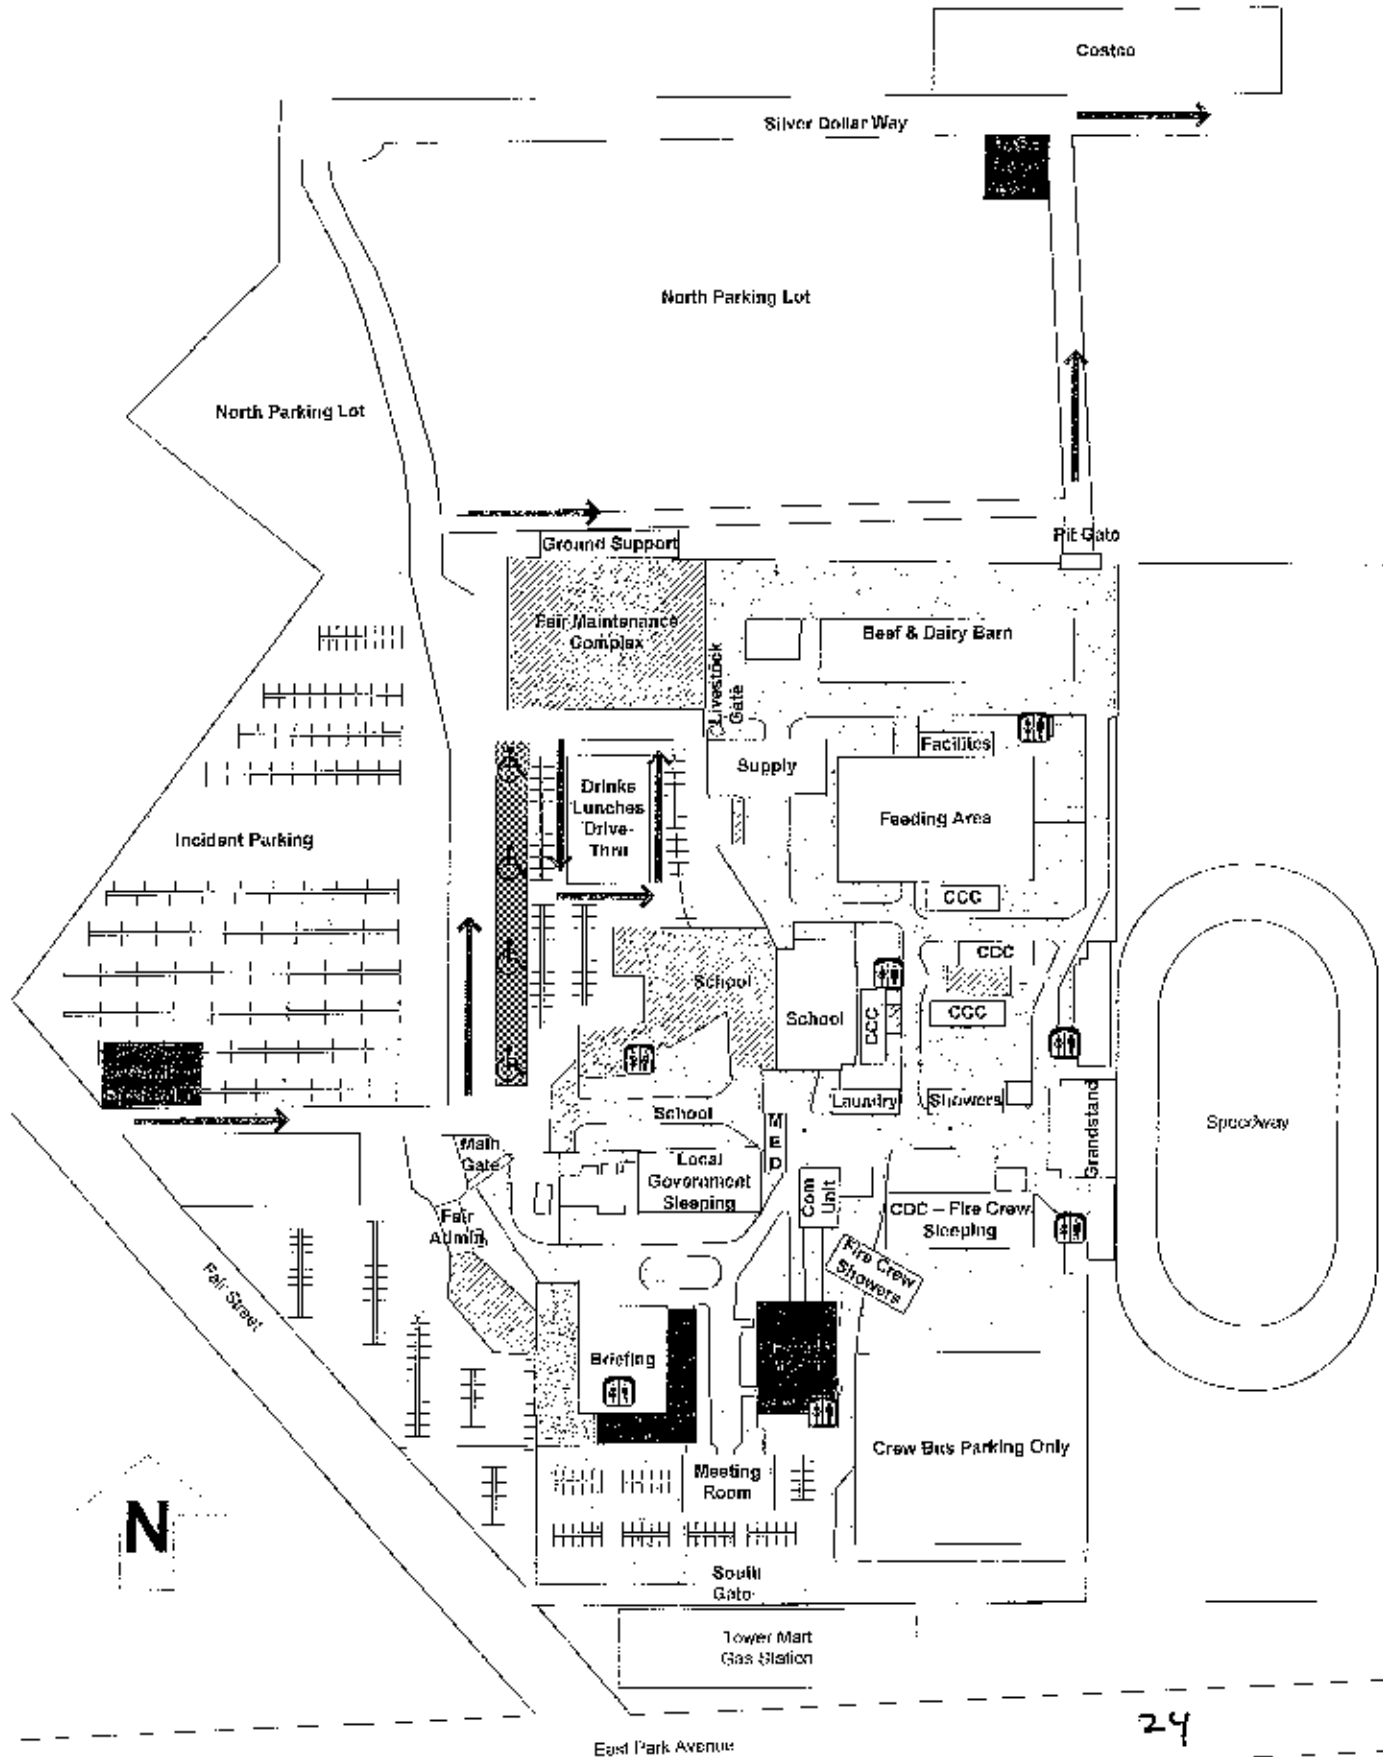 Costco
Silver Dollar Way
North Parking Lot
North Parking Lot
Pit Gate
Ground Support
Fair Maintenance
Complex
Beef & Dairy Barn
Livestock
Gate
Facilites
Supply
Drinks
Lunches
Drive-
Thru
Feeding Area
Incident Parking
CCC
School
CDC
School
CCC
CCC
School
Laundry
Showers
Grandstand
Speedway
MED
Main
Gate
Local
Government
Sleeping
Com
Unit
CDC – Fire Crew
Sleeping
Fair
Admin
Fire Crew
Showers
Fair Street
Briefing
Crew Bus Parking Only
Meeting
Room
N
South
Gate
Tower Mart
Gas Station
24
East Park Avenue